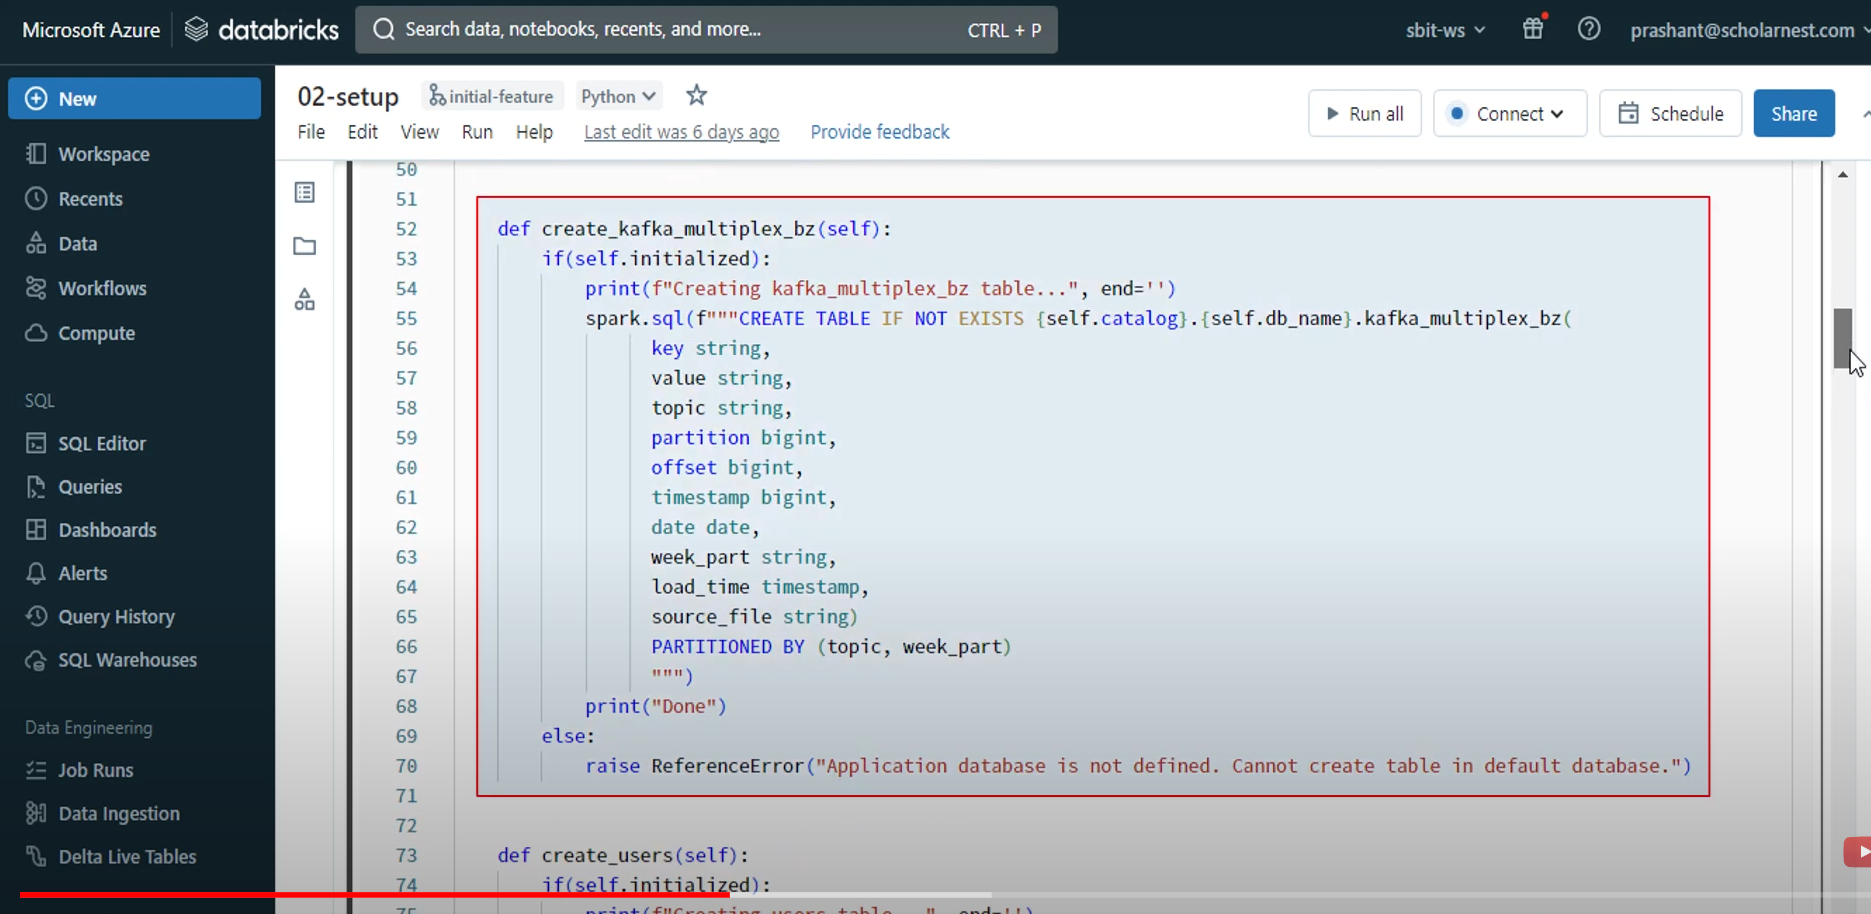 Microsoft Azure databricks Search data, notebooks, recents, and more... CTRL + P sbit-ws prashant@scholarnest.com
New
Workspace
Recents
Data
Workflows
Compute
SQL
SQL Editor
Queries
Dashboards
Alerts
Query History
SQL Warehouses
Data Engineering
Job Runs
Data Ingestion
Delta Live Tables
02-setup initial-feature Python
File Edit View Run Help Last edit was 6 days ago Provide feedback
Run all Connect Schedule Share
50
51
52 def create_kafka_multiplex_bz(self):
53 if(self.initialized):
54 print(f"Creating kafka_multiplex_bz table...", end='')
55 spark.sql(f"""CREATE TABLE IF NOT EXISTS {self.catalog}.{self.db_name}.kafka_multiplex_bz(
56 key string,
57 value string,
58 topic string,
59 partition bigint,
60 offset bigint,
61 timestamp bigint,
62 date date,
63 week_part string,
64 load_time timestamp,
65 source_file string)
66 PARTITIONED BY (topic, week_part)
67 """)
68 print("Done")
69 else:
70 raise ReferenceError("Application database is not defined. Cannot create table in default database.")
71
72
73 def create_users(self):
74 if(self.initialized):
75 print(f"Creating users table...", end='')